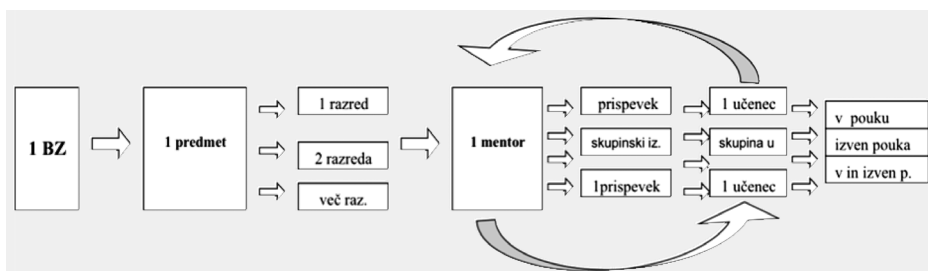 1 BZ
1 predmet
1 razred
2 razreda
več raz.
1 mentor
prispevek
skupinski iz.
1prispevek
1 učenec
skupina u
1 učenec
v pouku
izven pouka
v in izven p.